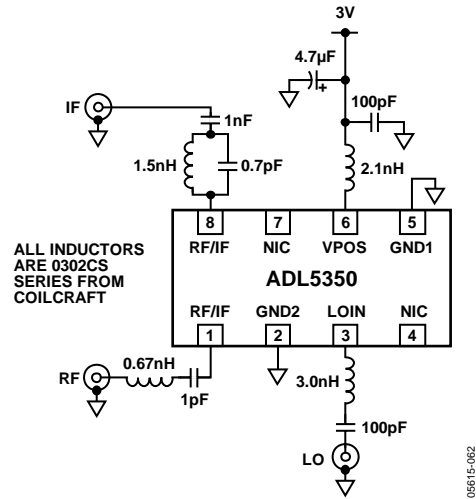 3V
4.7µF
+
100pF
IF
1nF
1.5nH
0.7pF
2.1nH
8
7
6
5
RF/IF
NIC
VPOS
GND1
ALL INDUCTORS
ARE 0302CS
SERIES FROM
COILCRAFT
ADL5350
RF/IF
GND2
LOIN
NIC
1
2
3
4
0.67nH
RF
1pF
3.0nH
100pF
LO
05615-062